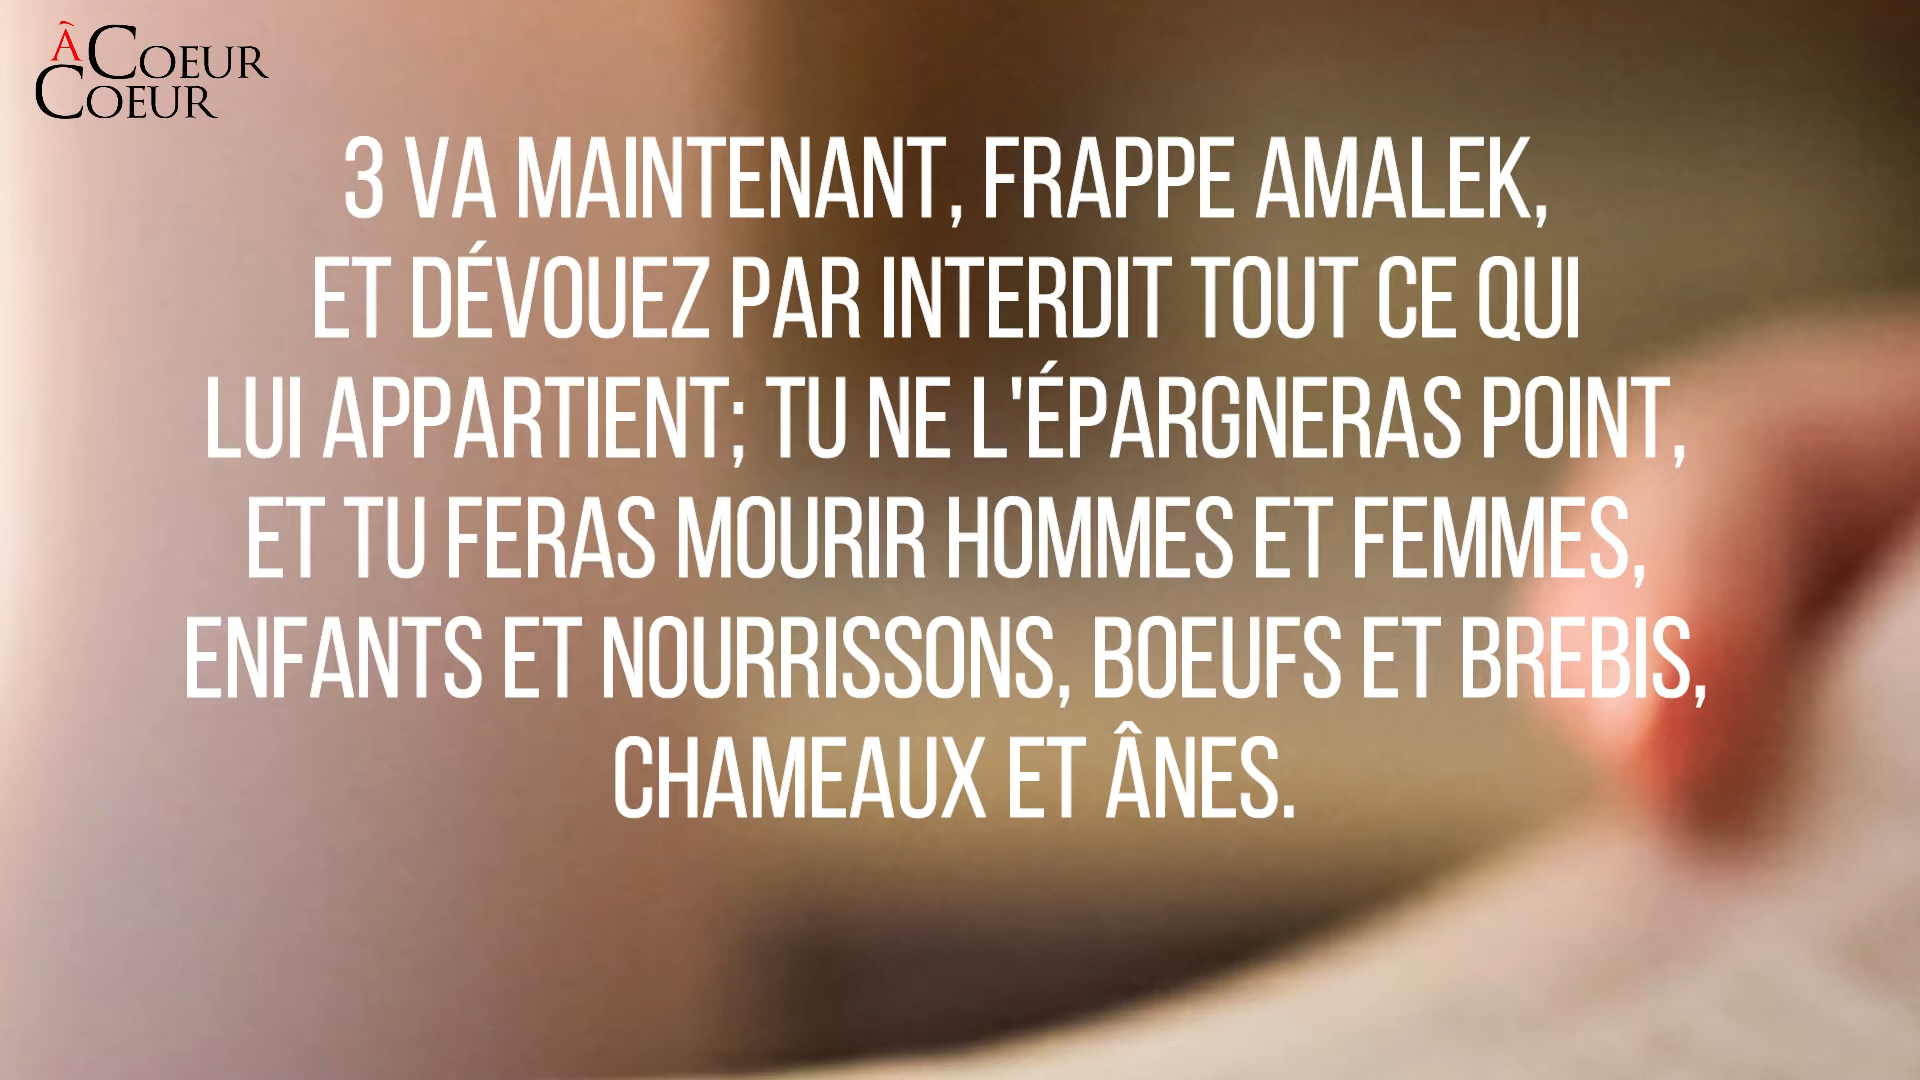 À COEUR
COEUR
3 VA MAINTENANT, FRAPPE AMALEK,
ET DÉVOUEZ PAR INTERDIT TOUT CE QUI
LUI APPARTIENT; TU NE L'ÉPARGNERAS POINT,
ET TU FERAS MOURIR HOMMES ET FEMMES,
ENFANTS ET NOURRISSONS, BOEUFS ET BREBIS,
CHAMEAUX ET ÂNES.